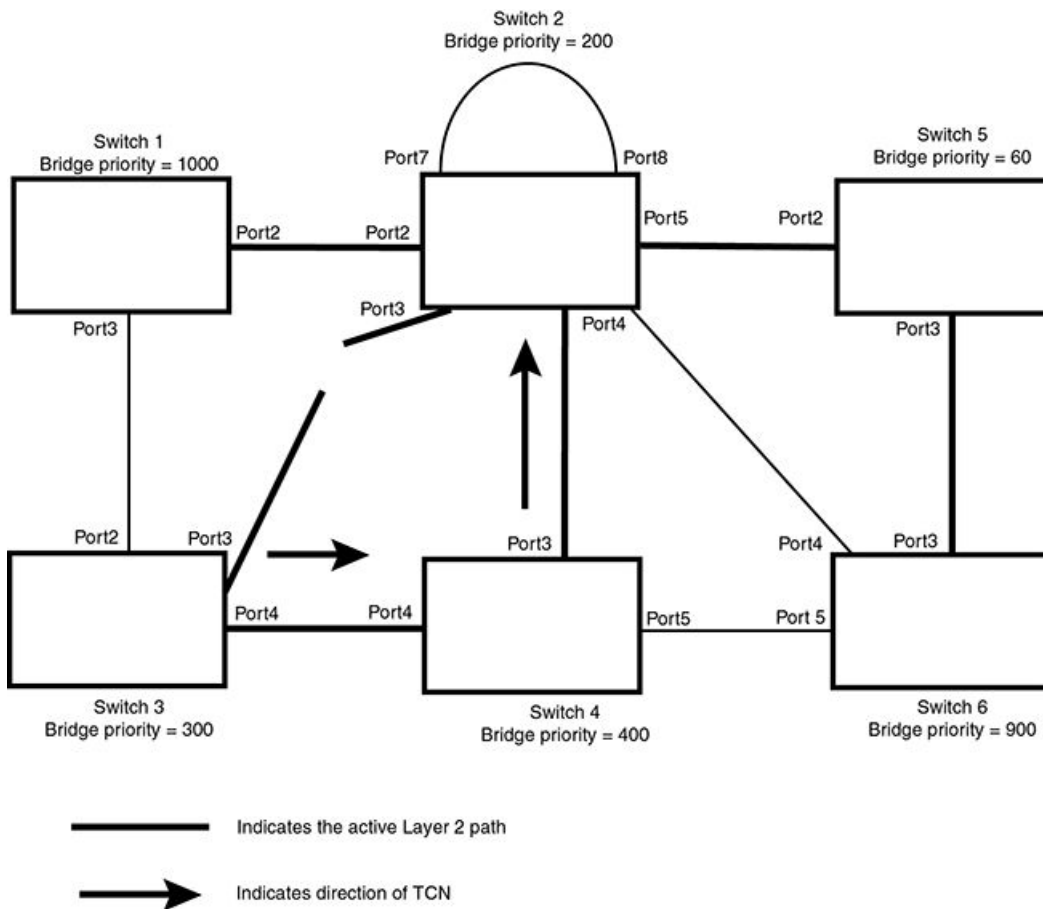 Switch 2
Bridge priority = 200
Switch 1
Bridge priority = 1000
Switch 5
Bridge priority = 60
Port7
Port8
Port2
Port2
Port5
Port2
Port3
Port3
Port4
Port3
Port2
Port3
Port3
Port4
Port3
Port4
Port4
Port5
Port 5
Switch 3
Bridge priority = 300
Switch 4
Bridge priority = 400
Switch 6
Bridge priority = 900
Indicates the active Layer 2 path
Indicates direction of TCN